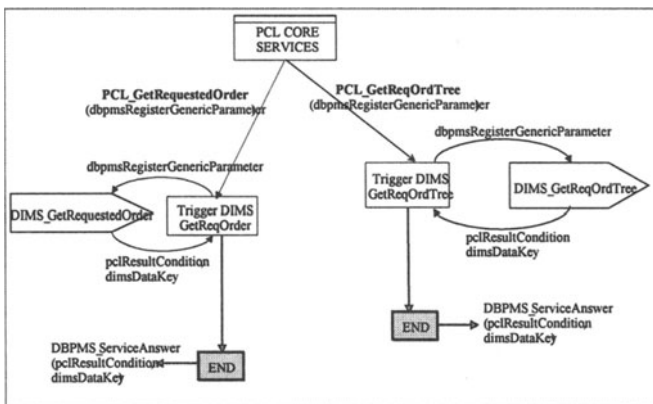 PCL CORE
SERVICES
PCL_GetRequestedOrder
(dbpmsRegisterGenericParameter)
PCL_GetReqOrdTree
(dbpmsRegisterGenericParameter)
dbpmsRegisterGenericParameter
dbpmsRegisterGenericParameter
DIMS_GetRequestedOrder
Trigger DIMS
GetReqOrder
Trigger DIMS
GetReqOrdTree
DIMS_GetReqOrdTree
pclResultCondition
dimsDataKey
pclResultCondition
dimsDataKey
END
DBPMS_ServiceAnswer
(pclResultCondition,
dimsDataKey)
DBPMS_ServiceAnswer
(pclResultCondition,
dimsDataKey)
END